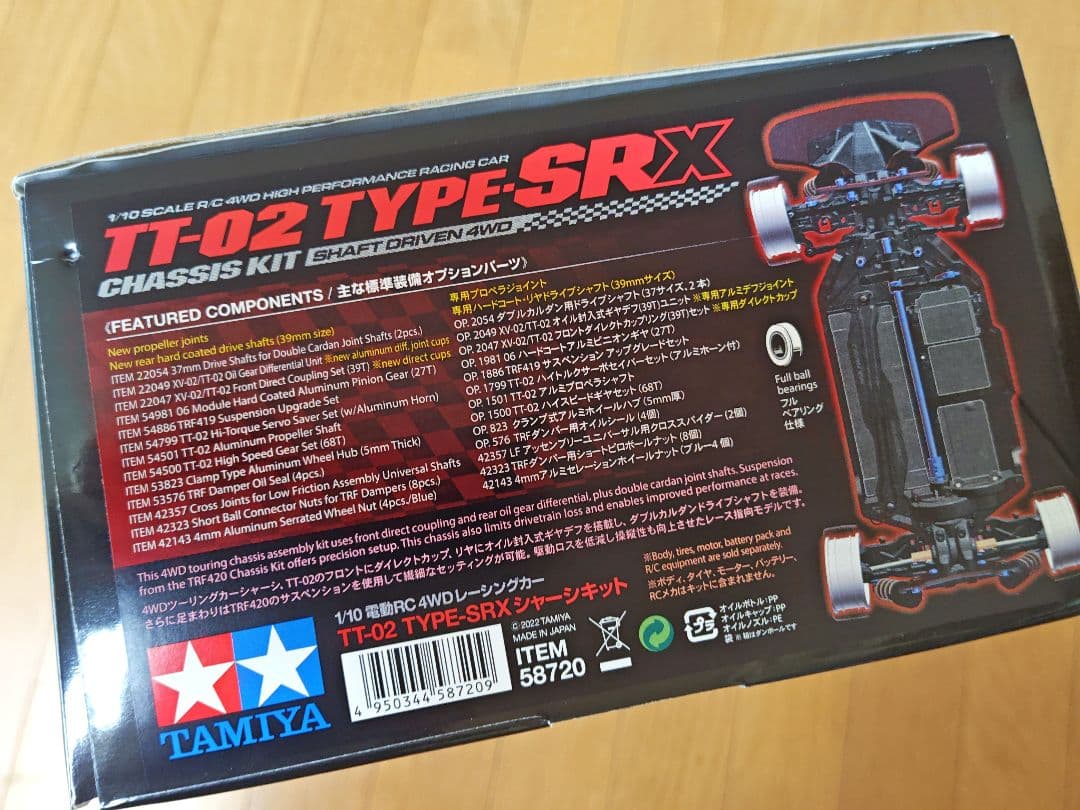 1/10 SCALE R/C 4WD HIGH PERFORMANCE RACING CAR
TT-02 TYPE-SRX
CHASSIS KIT SHAFT DRIVEN 4WD
《FEATURED COMPONENTS / 主な標準装備オプションパーツ》
New propeller joints
New rear hard coated drive shafts (39mm size)
ITEM 22054 37mm Drive Shafts for Double Cardan Joint Shafts (2pcs.)
ITEM 22049 XV-02/TT-02 Oil Gear Differential Unit ※new aluminum diff. joint cups
ITEM 22047 XV-02/TT-02 Front Direct Coupling Set (39T) ※new direct cups
ITEM 54981 06 Module Hard Coated Aluminum Pinion Gear (27T)
ITEM 54886 TRF419 Suspension Upgrade Set
ITEM 54799 TT-02 Hi-Torque Servo Saver Set (w/Aluminum Horn)
ITEM 54501 TT-02 Aluminum Propeller Shaft
ITEM 54500 TT-02 High Speed Gear Set (68T)
ITEM 53823 Clamp Type Aluminum Wheel Hub (5mm Thick)
ITEM 53576 TRF Damper Oil Seal (4pcs.)
ITEM 42357 Cross Joints for Low Friction Assembly Universal Shafts
ITEM 42323 Short Ball Connector Nuts for TRF Dampers (8pcs.)
ITEM 42143 4mm Aluminum Serrated Wheel Nut (4pcs./Blue)
専用プロペラジョイント
専用ハードコート・リヤドライブシャフト（39mmサイズ）
OP. 2054 ダブルカルダン用ドライブシャフト（37サイズ、2本）
OP. 2049 XV-02/TT-02 オイル封入式ギヤデフ(39T)ユニット ※専用アルミデフジョイント
OP. 2047 XV-02/TT-02 フロントダイレクトカップリング(39T)セット ※専用ダイレクトカップ
OP. 1981 06 ハードコートアルミピニオンギヤ（27T）
OP. 1886 TRF419 サスペンション アップグレードセット
OP. 1799 TT-02 ハイトルクサーボセイバーセット（アルミホーン付）
OP. 1501 TT-02 アルミプロペラシャフト
OP. 1500 TT-02 ハイスピードギヤセット（68T）
OP. 823 クランプ式アルミホイールハブ（5mm厚）
OP. 576 TRFダンパー用オイルシール（4個）
42357 LFアッセンブリーユニバーサル用クロススパイダー（2個）
42323 TRFダンパー用ショートピロボールナット（8個）
42143 4mmアルミセレーションホイールナット（ブルー4個）
Full ball
bearings
フル
ベアリング
仕様
This 4WD touring chassis assembly kit uses front direct coupling and rear oil gear differential, plus double cardan joint shafts. Suspension
from the TRF420 Chassis Kit offers precision setup. This chassis also limits drivetrain loss and enables improved performance at races.
4WDツーリングカーシャーシ、TT-02のフロントにダイレクトカップ、リヤにオイル封入式ギヤデフを搭載し、ダブルカルダンドライブシャフトを装備。
さらに足まわりはTRF420のサスペンションを使用して繊細なセッティングが可能。駆動ロスを低減し操縦性も向上させたレース指向モデルです。
※Body, tires, motor, battery pack and
R/C equipment are sold separately.
※ボディ、タイヤ、モーター、バッテリー、
RCメカはキットに含まれません。
TAMIYA
1/10 電動RC 4WDレーシングカー
TT-02 TYPE-SRXシャーシキット
4 950344 587209
©2022 TAMIYA
MADE IN JAPAN
ITEM
58720
プラ
オイルボトル:PP
オイルキャップ:PP
オイルノズル:PE
袋 ※箱はダンボールです